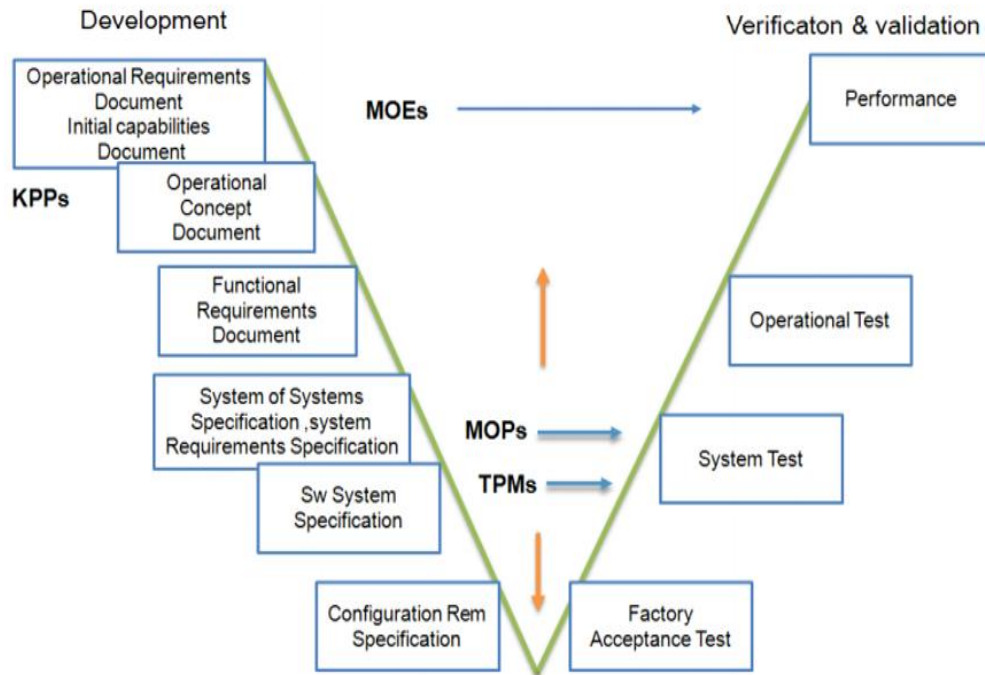 Development
Verificaton & validation
Operational Requirements
Document
Initial capabilities
Document
KPPs
Operational
Concept
Document
Functional
Requirements
Document
System of Systems
Specification ,system
Requirements Specification
Sw System
Specification
Configuration Rem
Specification
MOEs
MOPs
TPMs
Performance
Operational Test
System Test
Factory
Acceptance Test